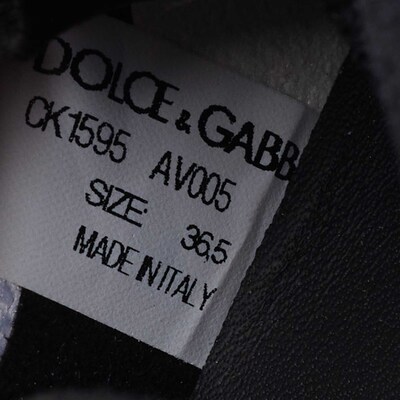 DOLCE & GABB
CK1595 AV005
SIZE: 36,5
MADE IN ITALY